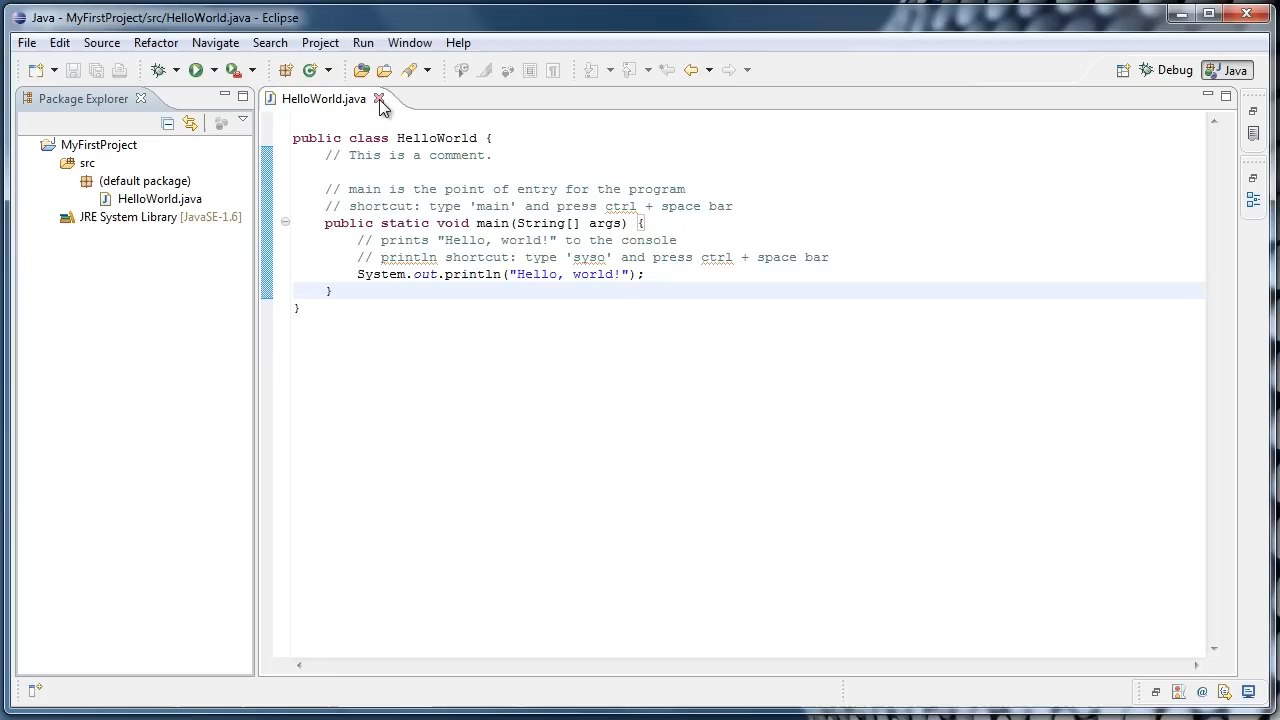 Java - MyFirstProject/src/HelloWorld.java - Eclipse
File Edit Source Refactor Navigate Search Project Run Window Help
Debug Java
Package Explorer
HelloWorld.java
MyFirstProject
src
(default package)
HelloWorld.java
JRE System Library [JavaSE-1.6]
public class HelloWorld {
// This is a comment.
// main is the point of entry for the program
// shortcut: type 'main' and press ctrl + space bar
public static void main(String[] args) {
// prints "Hello, world!" to the console
// println shortcut: type 'syso' and press ctrl + space bar
System.out.println("Hello, world!");
}
}